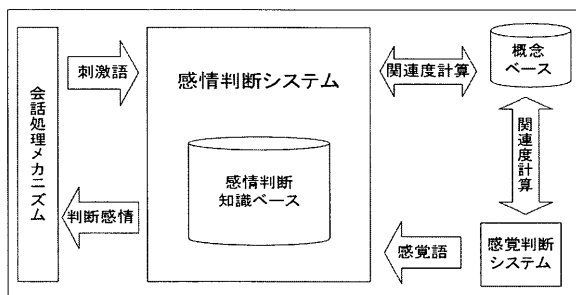 会話処理メカニズム
刺激語
判断感情
感情判断システム
感情判断
知識ベース
関連度計算
概念
ベース
関連度計算
感覚語
感覚判断
システム